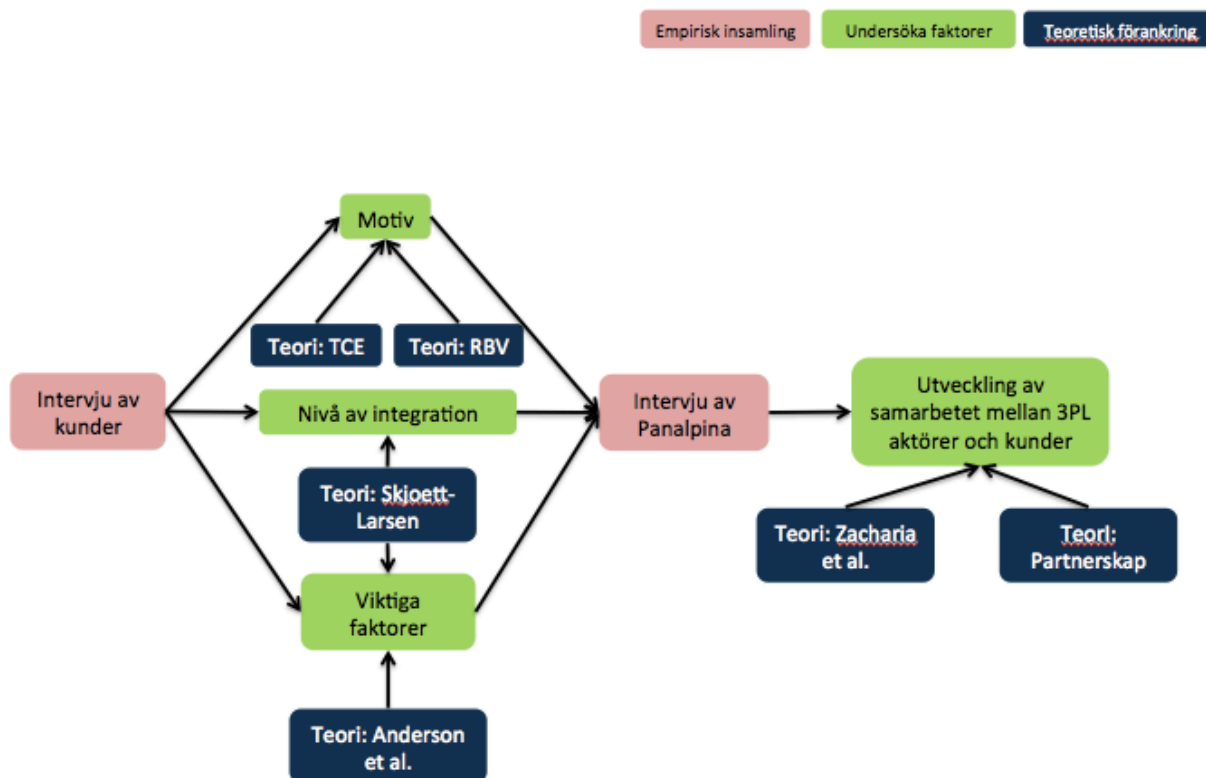 Empirisk insamling
Undersöka faktorer
Teoretisk förankring
Motiv
Teori: TCE
Teori: RBV
Intervju av
kunder
Nivå av integration
Intervju av
Panalpina
Utveckling av
samarbetet mellan 3PL
aktörer och kunder
Teori: Skjoett-
Larsen
Teori: Zacharia
et al.
TeorI:
Partnerskap
Viktiga
faktorer
Teori: Anderson
et al.